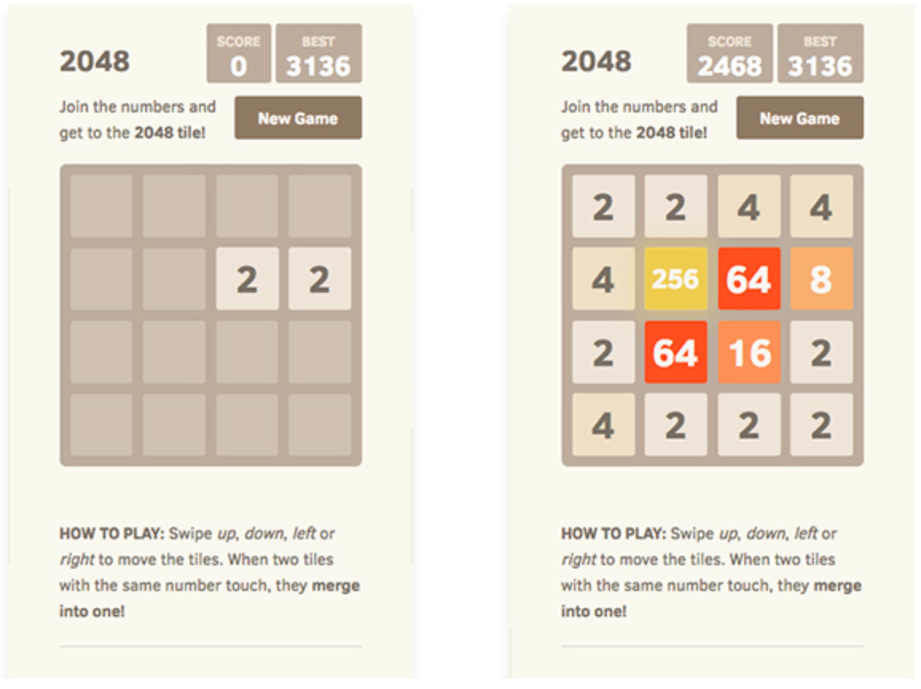 2048
SCORE
0
BEST
3136
Join the numbers and
get to the 2048 tile!
New Game
2 2
HOW TO PLAY: Swipe up, down, left or
right to move the tiles. When two tiles
with the same number touch, they merge
into one!
2048
SCORE
2468
BEST
3136
Join the numbers and
get to the 2048 tile!
New Game
2 2 4 4
4 256 64 8
2 64 16 2
4 2 2 2
HOW TO PLAY: Swipe up, down, left or
right to move the tiles. When two tiles
with the same number touch, they merge
into one!